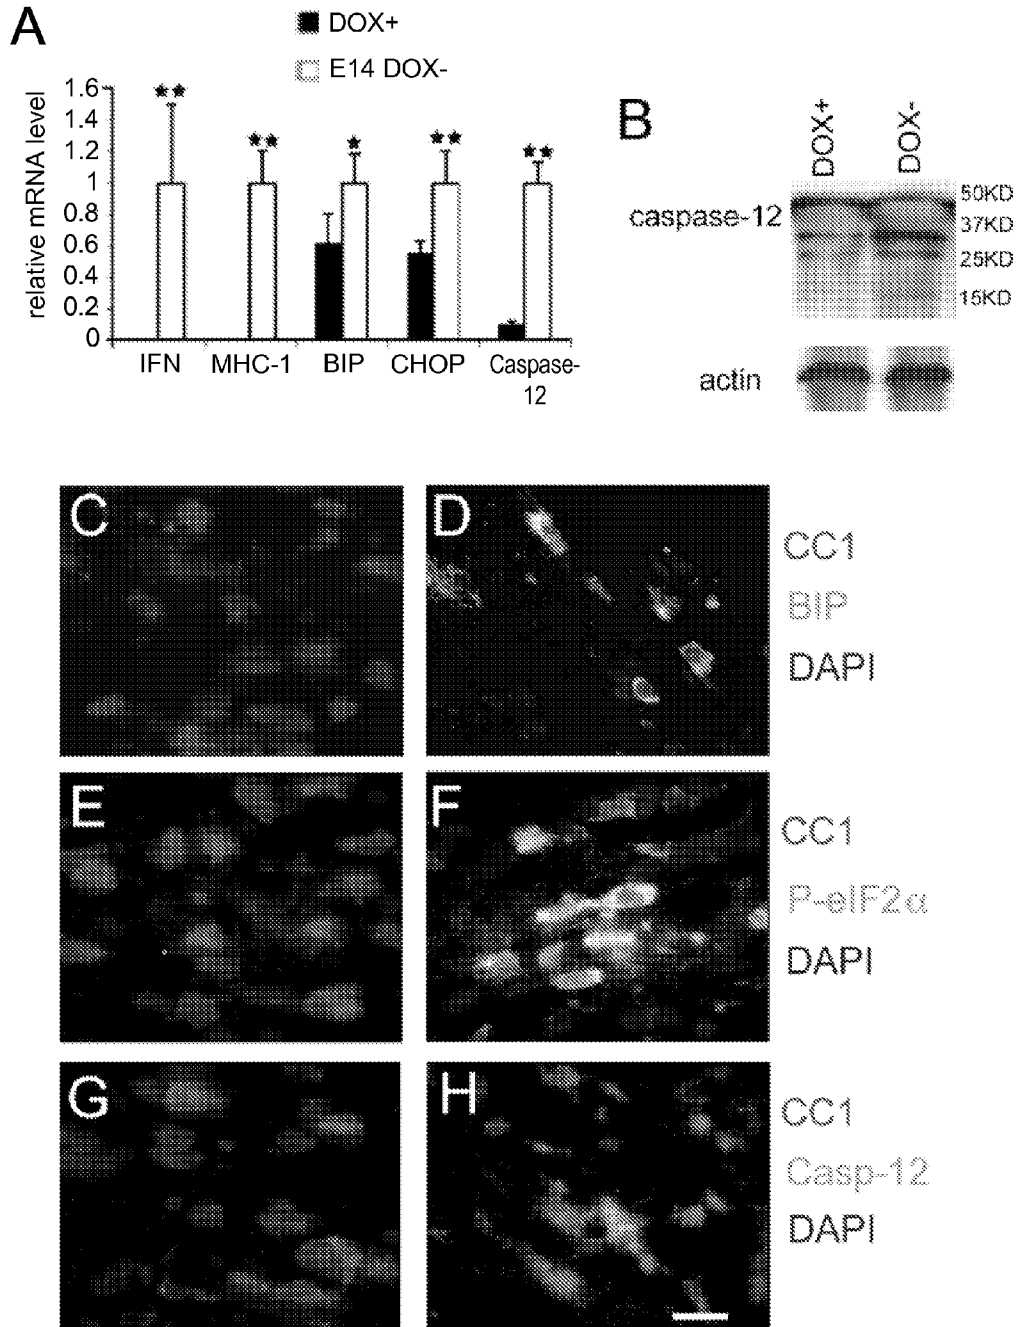 A
DOX+
E14 DOX-
relative mRNA level
1.6
1.4
1.2
1
0.8
0.6
0.4
0.2
0
IFN
MHC-1
BIP
CHOP
Caspase-
12
B
DOX+
DOX-
caspase-12
50KD
37KD
25KD
15KD
actin
C
D
CC1
BIP
DAPI
E
F
CC1
P-eIF2α
DAPI
G
H
CC1
Casp-12
DAPI